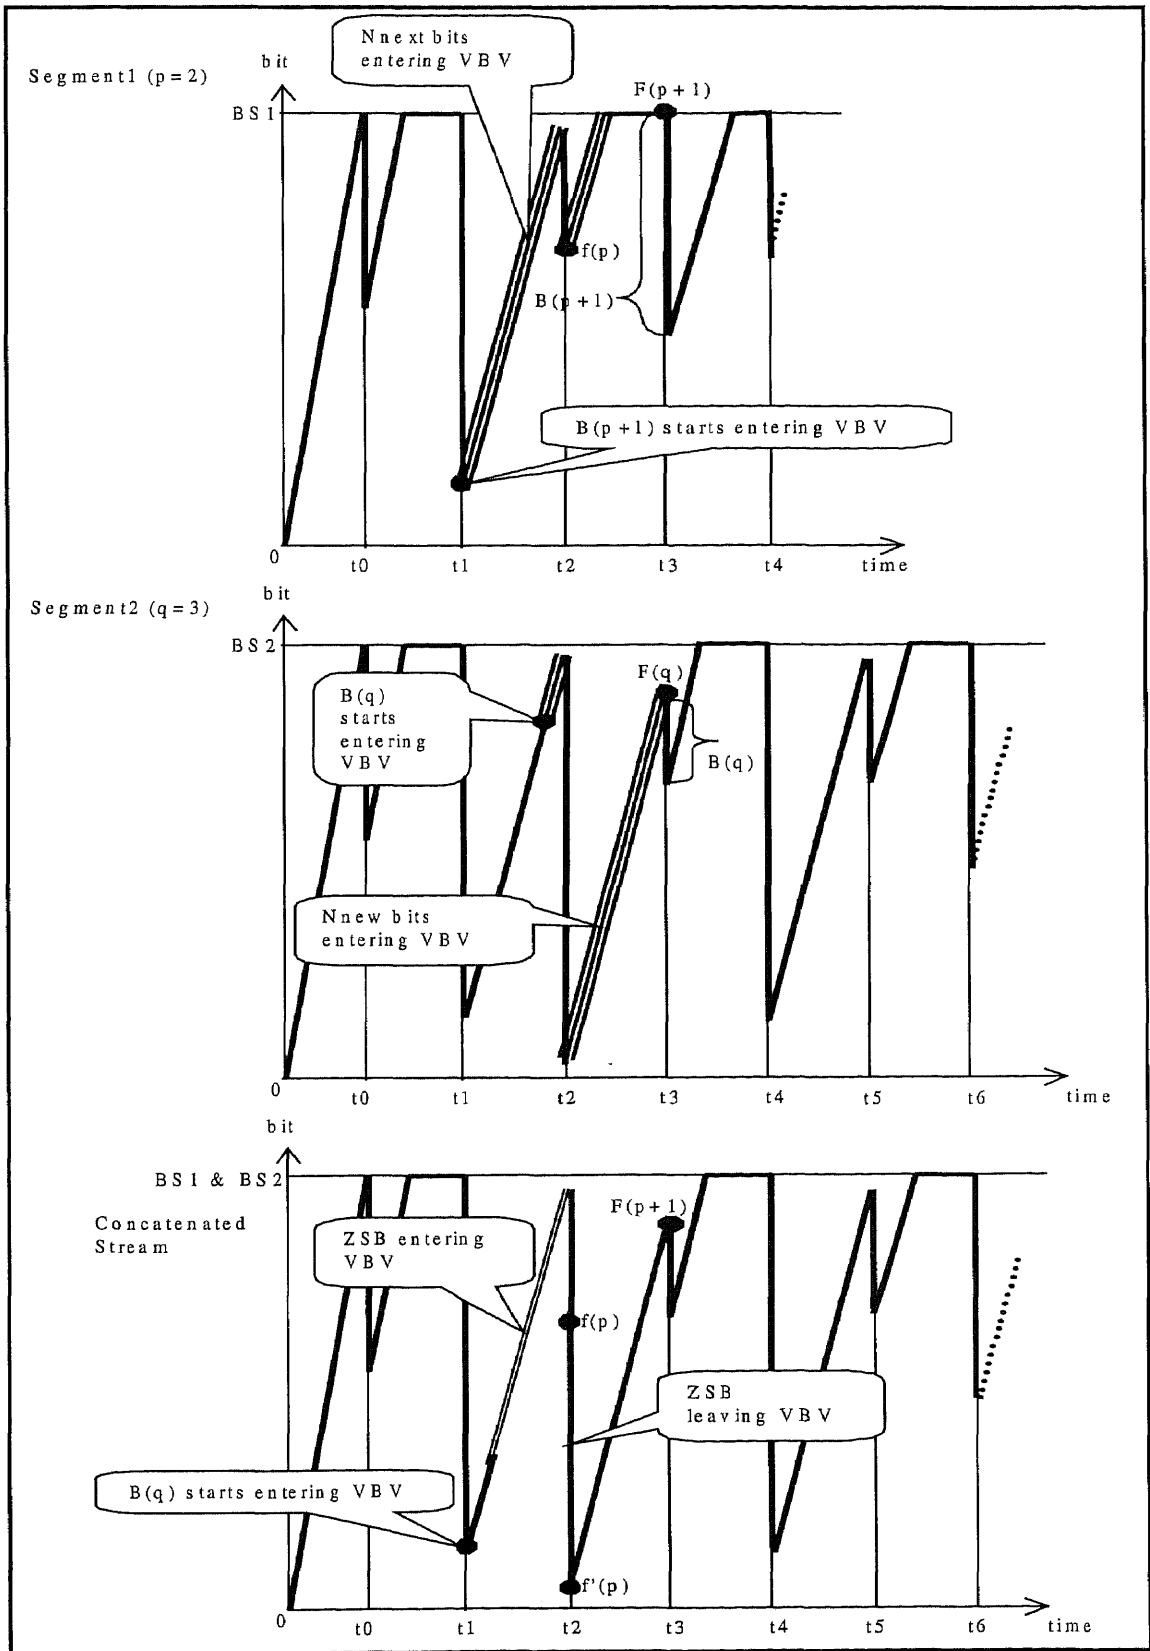 Nnext bits
entering VBV
bit
Segment1 (p=2)
F(p+1)
BS1
f(p)
B(p+1)
B(p+1) starts entering VBV
0
t0 t1 t2 t3 t4 time
bit
Segment2 (q=3)
BS2
F(q)
B(q)
starts
entering
VBV
B(q)
Nnew bits
entering VBV
0
t0 t1 t2 t3 t4 t5 t6 time
bit
BS1 & BS2
F(p+1)
Concatenated
Stream
ZSB entering
VBV
f(p)
ZSB
leaving VBV
B(q) starts entering VBV
f'(p)
0
t0 t1 t2 t3 t4 t5 t6 time